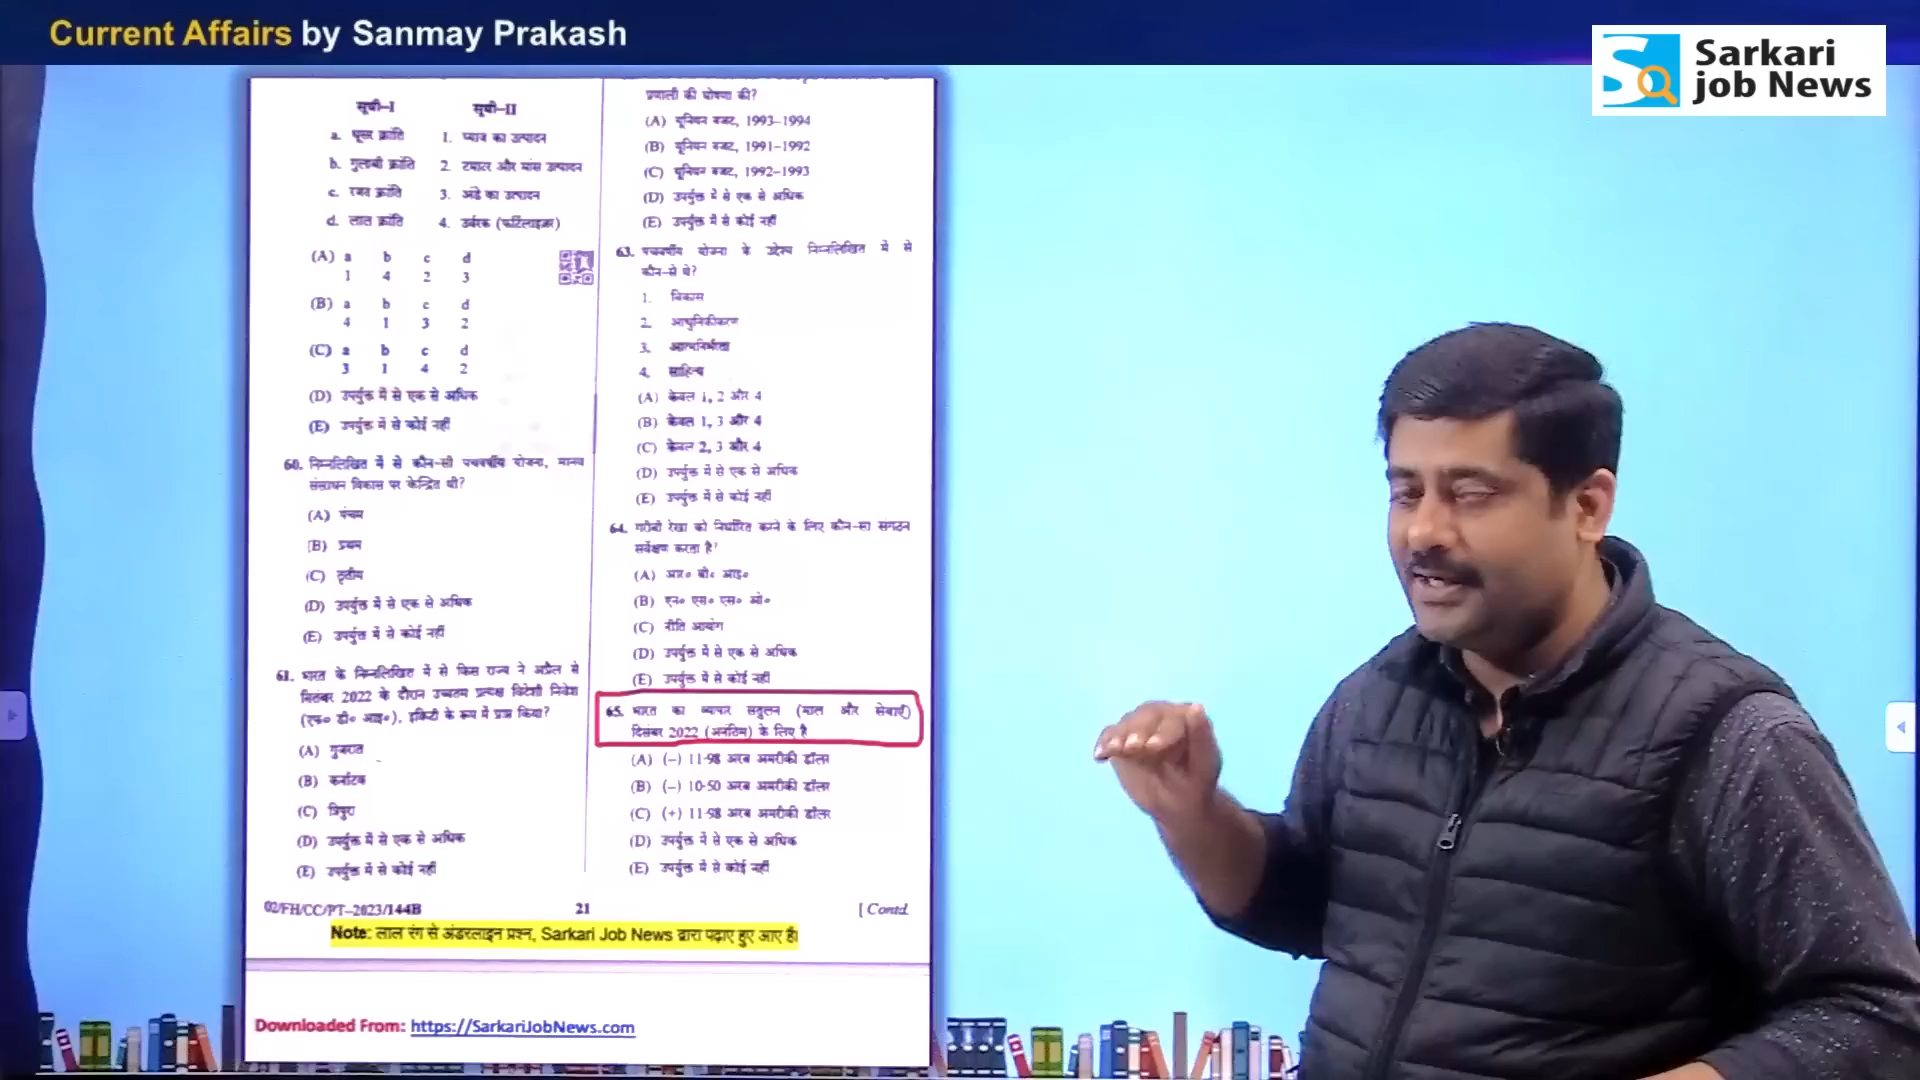 Current Affairs by Sanmay Prakash
Sarkari
job News
सूची–I सूची–II
a. धूसर क्रांति 1. प्याज का उत्पादन
b. गुलाबी क्रांति 2. टमाटर और मांस उत्पादन
c. रजत क्रांति 3. अंडे का उत्पादन
d. लाल क्रांति 4. उर्वरक (फर्टिलाइजर)
(A) a b c d
1 4 2 3
(B) a b c d
4 1 3 2
(C) a b c d
3 1 4 2
(D) उपर्युक्त में से एक से अधिक
(E) उपर्युक्त में से कोई नहीं
60. निम्नलिखित में से कौन-सी पंचवर्षीय योजना, मानव
संसाधन विकास पर केन्द्रित थी?
(A) पंचम
(B) प्रथम
(C) तृतीय
(D) उपर्युक्त में से एक से अधिक
(E) उपर्युक्त में से कोई नहीं
61. भारत के निम्नलिखित में से किस राज्य ने अप्रैल से
सितंबर 2022 के दौरान उच्चतम प्रत्यक्ष विदेशी निवेश
(एफ० डी० आइ०), इक्विटी के रूप में प्राप्त किया?
(A) गुजरात
(B) कर्नाटक
(C) त्रिपुरा
(D) उपर्युक्त में से एक से अधिक
(E) उपर्युक्त में से कोई नहीं
02/FH/CC/PT–2023/144B
प्रणाली की घोषणा की?
(A) यूनियन बजट, 1993–1994
(B) यूनियन बजट, 1991–1992
(C) यूनियन बजट, 1992–1993
(D) उपर्युक्त में से एक से अधिक
(E) उपर्युक्त में से कोई नहीं
63. पंचवर्षीय योजना के उद्देश्य निम्नलिखित में से
कौन-से थे?
1. विकास
2. आधुनिकीकरण
3. आत्मनिर्भरता
4. साहित्य
(A) केवल 1, 2 और 4
(B) केवल 1, 3 और 4
(C) केवल 2, 3 और 4
(D) उपर्युक्त में से एक से अधिक
(E) उपर्युक्त में से कोई नहीं
64. गरीबी रेखा को निर्धारित करने के लिए कौन-सा संगठन
सर्वेक्षण करता है?
(A) आर० बी० आइ०
(B) एन० एस० एस० ओ०
(C) नीति आयोग
(D) उपर्युक्त में से एक से अधिक
(E) उपर्युक्त में से कोई नहीं
65. भारत का व्यापार संतुलन (माल और सेवाएँ)
दिसंबर 2022 (अनंतिम) के लिए है
(A) (–) 11·98 अरब अमरीकी डॉलर
(B) (–) 10·50 अरब अमरीकी डॉलर
(C) (+) 11·98 अरब अमरीकी डॉलर
(D) उपर्युक्त में से एक से अधिक
(E) उपर्युक्त में से कोई नहीं
21
[ Contd.
Note: लाल रंग से अंडरलाइन प्रश्न, Sarkari Job News द्वारा पढ़ाए हुए आए हैं।
Downloaded From: https://SarkariJobNews.com